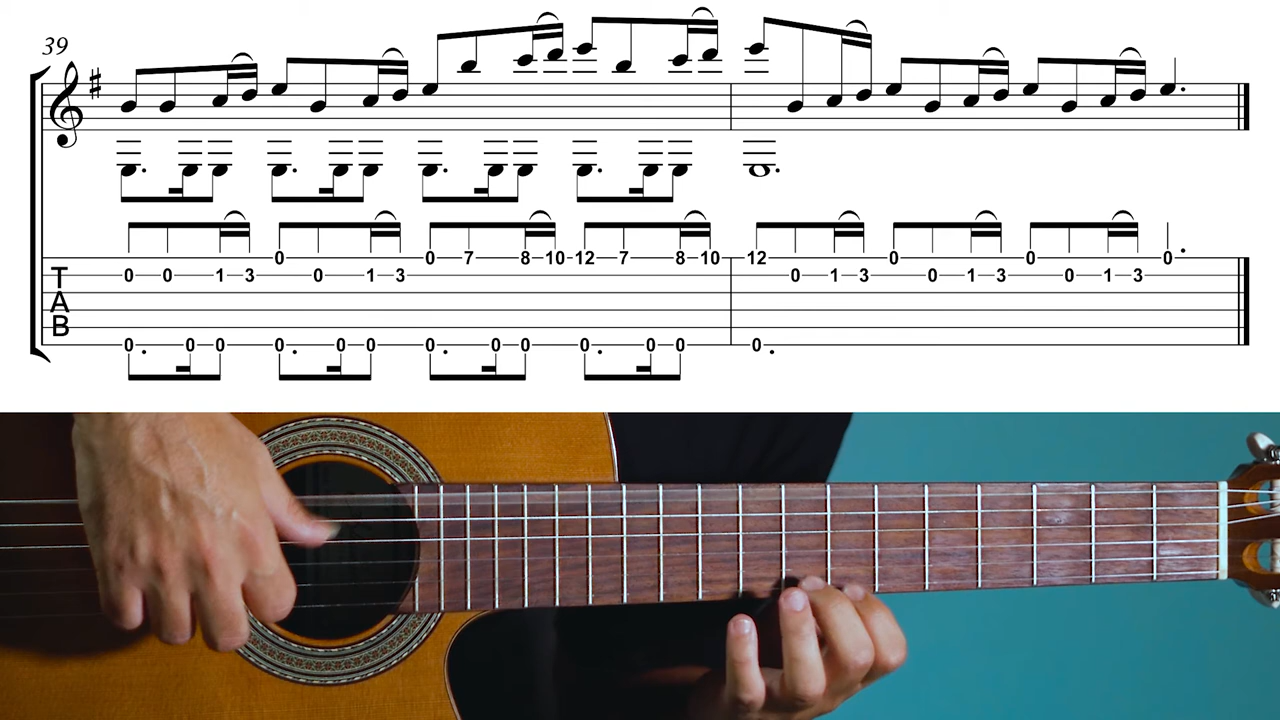 39
0 0 0 7 8 10 12 7 8 10 12 0 0 0
T 0 0 1 3 0 1 3 0 1 3 0 1 3 0 1 3
A
B
0 0 0 0 0 0 0 0 0 0 0 0 0